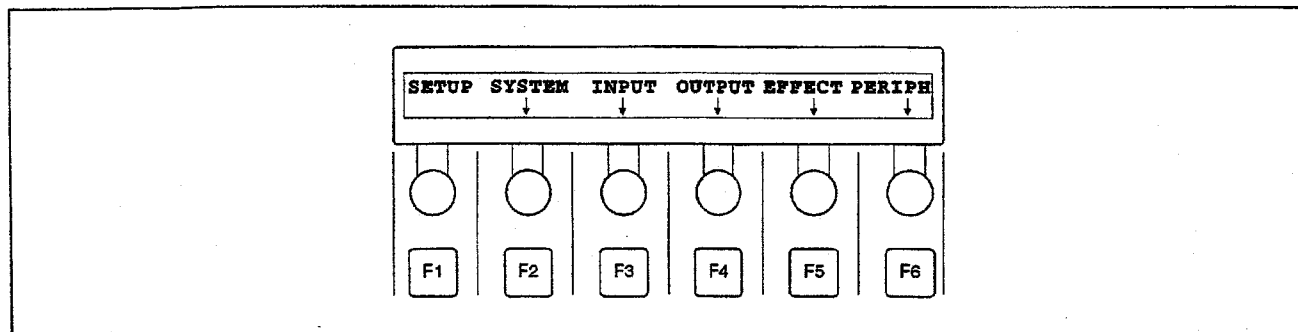 SETUP SYSTEM INPUT OUTPUT EFFECT PERIPH
F1 F2 F3 F4 F5 F6